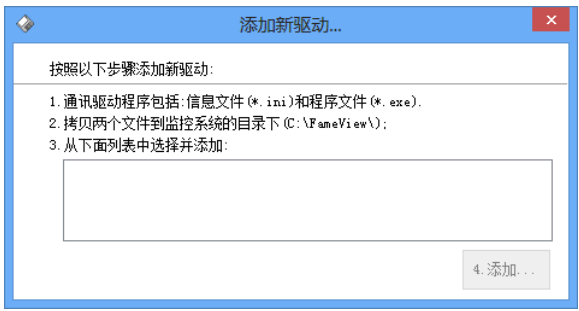 添加新驱动...
按照以下步骤添加新驱动:
1.通讯驱动程序包括:信息文件(*.ini)和程序文件(*.exe).
2.拷贝两个文件到监控系统的目录下(C:\FameView\);
3.从下面列表中选择并添加:
4.添加...